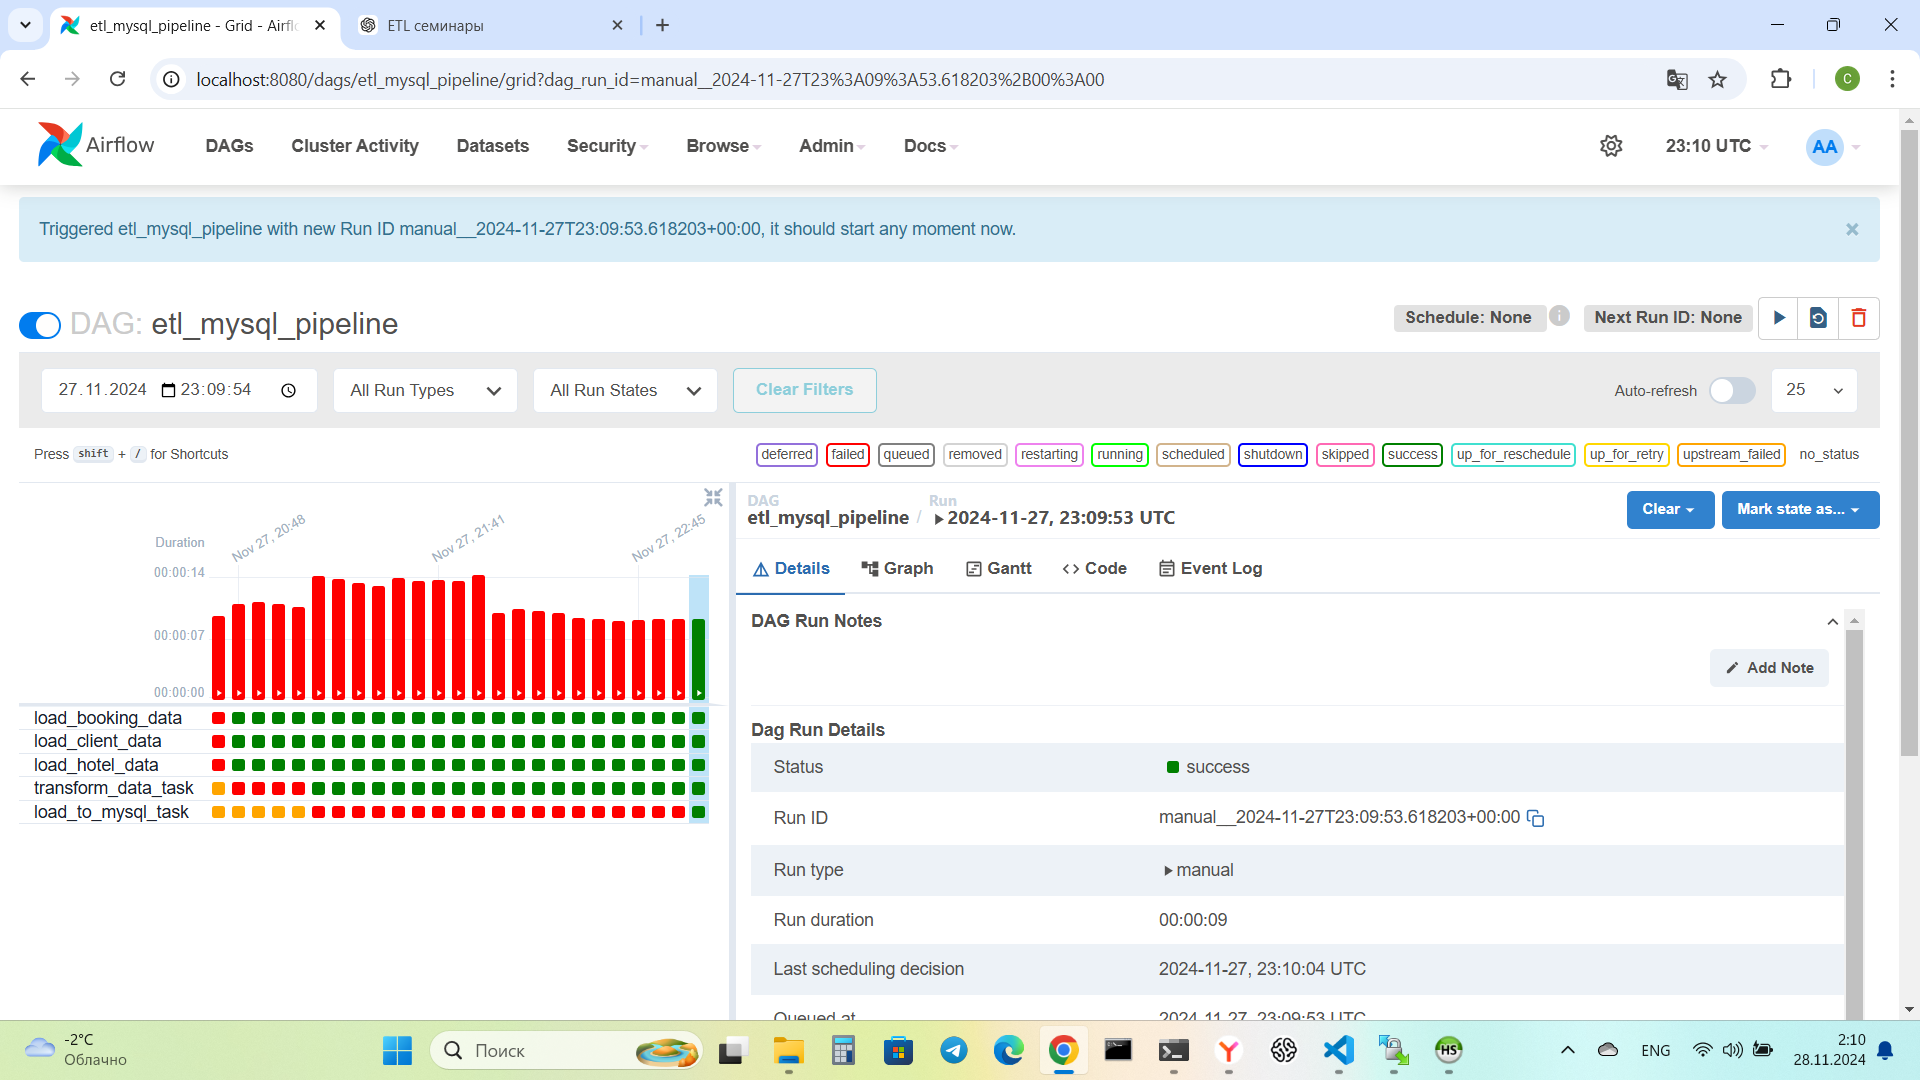 etl_mysql_pipeline - Grid - Airfl
ETL семинары
localhost:8080/dags/etl_mysql_pipeline/grid?dag_run_id=manual__2024-11-27T23%3A09%3A53.618203%2B00%3A00
C
Airflow
DAGs
Cluster Activity
Datasets
Security
Browse
Admin
Docs
23:10 UTC
AA
Triggered etl_mysql_pipeline with new Run ID manual__2024-11-27T23:09:53.618203+00:00, it should start any moment now.
×
DAG: etl_mysql_pipeline
Schedule: None
i
Next Run ID: None
27.11.2024 23:09:54
All Run Types
All Run States
Clear Filters
Auto-refresh
25
Press shift + / for Shortcuts
deferred
failed
queued
removed
restarting
running
scheduled
shutdown
skipped
success
up_for_reschedule
up_for_retry
upstream_failed
no_status
Duration
Nov 27, 20:48
Nov 27, 21:41
Nov 27, 22:45
00:00:14
00:00:07
00:00:00
load_booking_data
load_client_data
load_hotel_data
transform_data_task
load_to_mysql_task
DAG
etl_mysql_pipeline
/
Run
2024-11-27, 23:09:53 UTC
Clear
Mark state as...
Details
Graph
Gantt
Code
Event Log
DAG Run Notes
Add Note
Dag Run Details
Status
success
Run ID
manual__2024-11-27T23:09:53.618203+00:00
Run type
manual
Run duration
00:00:09
Last scheduling decision
2024-11-27, 23:10:04 UTC
Queued at
2024-11-27, 23:09:53 UTC
-2°C
Облачно
Поиск
HS
ENG
2:10
28.11.2024